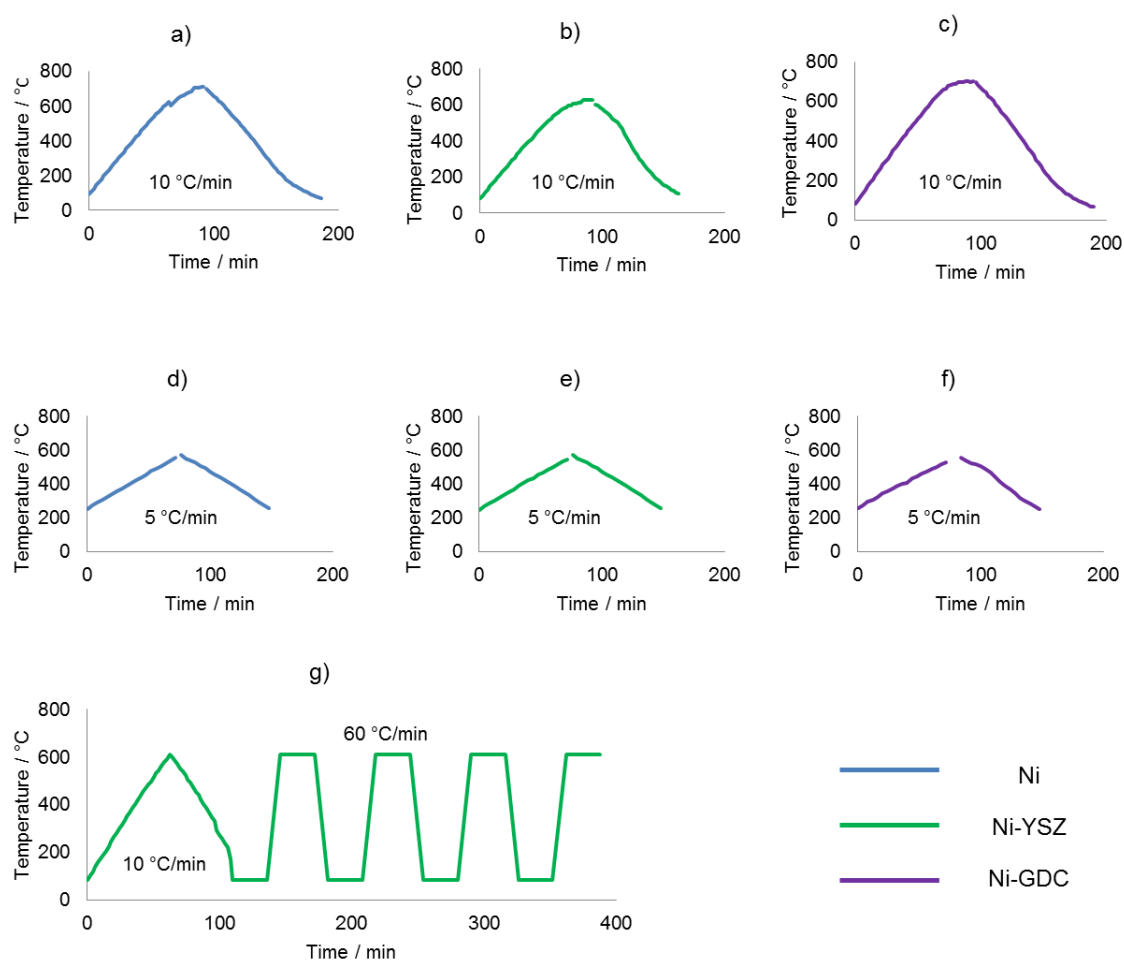 a)
b)
c)
Temperature / °C
800
600
400
200
0
10 °C/min
0
100
200
Time / min
Temperature / °C
800
600
400
200
0
10 °C/min
0
100
200
Time / min
Temperature / °C
800
600
400
200
0
10 °C/min
0
100
200
Time / min
d)
e)
f)
Temperature / °C
800
600
400
200
0
5 °C/min
0
100
200
Time / min
Temperature / °C
800
600
400
200
0
5 °C/min
0
100
200
Time / min
Temperature / °C
800
600
400
200
0
5 °C/min
0
100
200
Time / min
g)
Temperature / °C
800
600
400
200
0
60 °C/min
10 °C/min
0
100
200
300
400
Time / min
Ni
Ni-YSZ
Ni-GDC